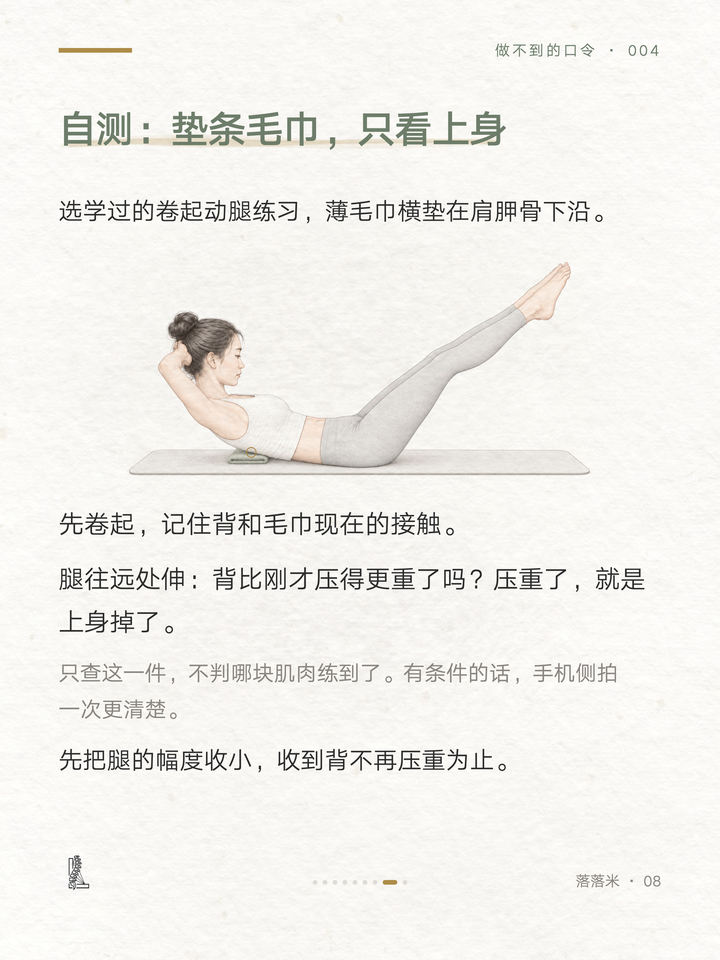 做不到的口令 · 004
自测：垫条毛巾，只看上身
选学过的卷起动腿练习，薄毛巾横垫在肩胛骨下沿。
先卷起，记住背和毛巾现在的接触。
腿往远处伸：背比刚才压得更重了吗？压重了，就是
上身掉了。
只查这一件，不判哪块肌肉练到了。有条件的话，手机侧拍
一次更清楚。
先把腿的幅度收小，收到背不再压重为止。
落落米 · 08